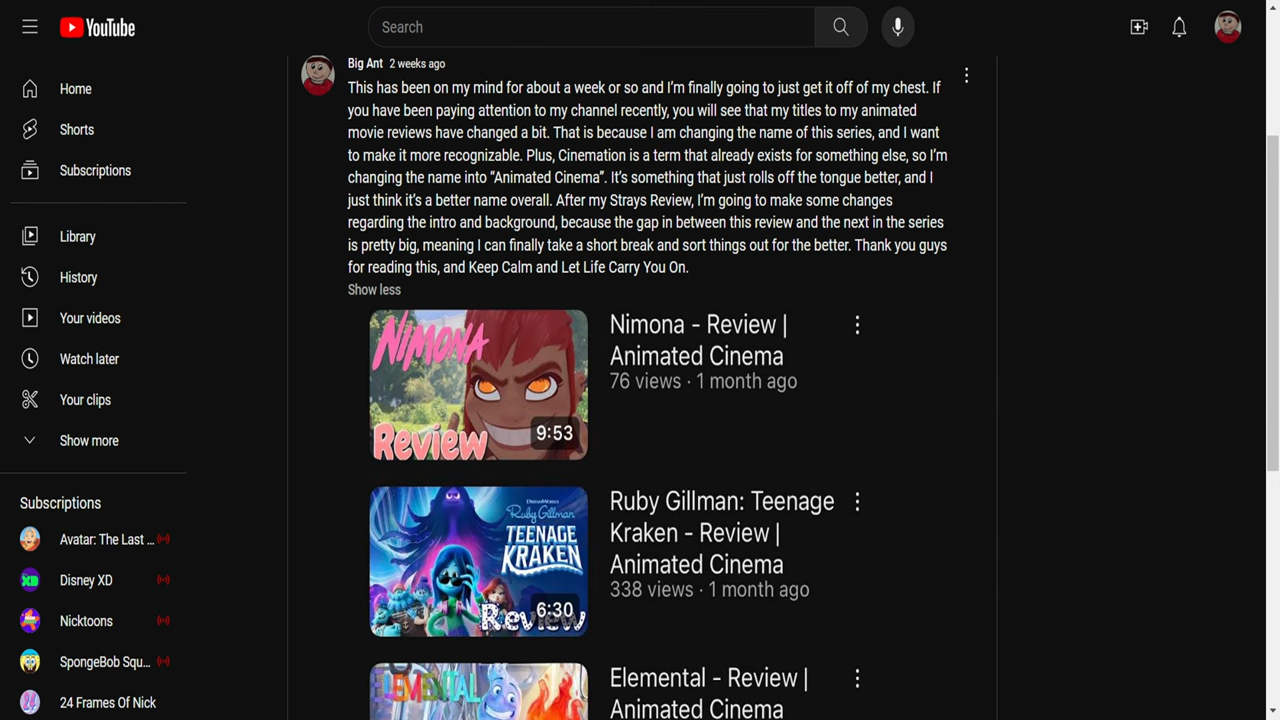 YouTube
Search
Home
Shorts
Subscriptions
Library
History
Your videos
Watch later
Your clips
Show more
Subscriptions
Avatar: The Last ...
Disney XD
Nicktoons
SpongeBob Squ...
24 Frames Of Nick
Big Ant 2 weeks ago
This has been on my mind for about a week or so and I'm finally going to just get it off of my chest. If
you have been paying attention to my channel recently, you will see that my titles to my animated
movie reviews have changed a bit. That is because I am changing the name of this series, and I want
to make it more recognizable. Plus, Cinemation is a term that already exists for something else, so I'm
changing the name into “Animated Cinema”. It's something that just rolls off the tongue better, and I
just think it's a better name overall. After my Strays Review, I'm going to make some changes
regarding the intro and background, because the gap in between this review and the next in the series
is pretty big, meaning I can finally take a short break and sort things out for the better. Thank you guys
for reading this, and Keep Calm and Let Life Carry You On.
Show less
NIMONA
Review
9:53
Nimona - Review |
Animated Cinema
76 views · 1 month ago
DREAMWORKS
Ruby Gillman
TEENAGE
KRAKEN
Review
6:30
Ruby Gillman: Teenage
Kraken - Review |
Animated Cinema
338 views · 1 month ago
ELEMENTAL
Elemental - Review |
Animated Cinema